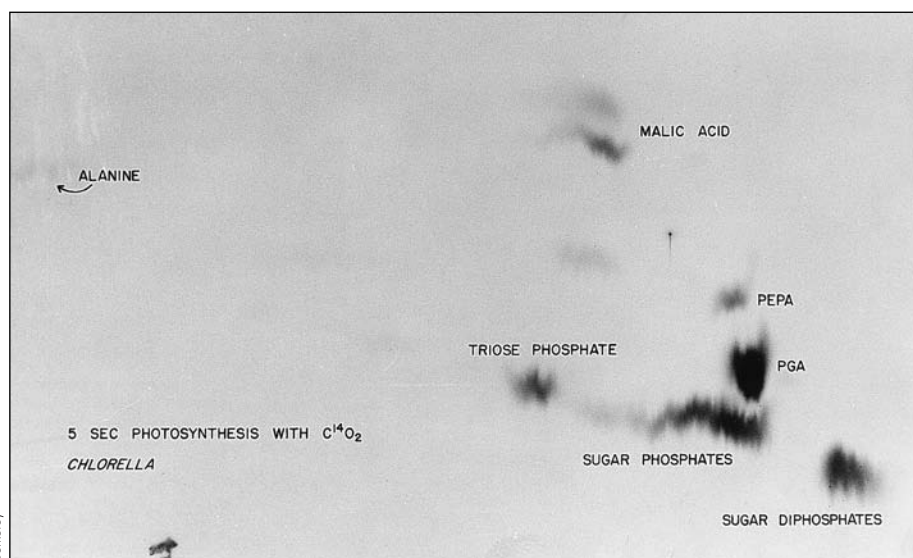 MALIC ACID
ALANINE
PEPA
TRIOSE PHOSPHATE
PGA
5 SEC PHOTOSYNTHESIS WITH C¹⁴O₂
CHLORELLA
SUGAR PHOSPHATES
SUGAR DIPHOSPHATES